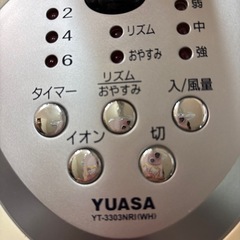 弱
2
4 リズム 中
6 おやすみ 強
タイマー リズム/おやすみ 入/風量
イオン 切
YUASA
YT-3303NRI(WH)